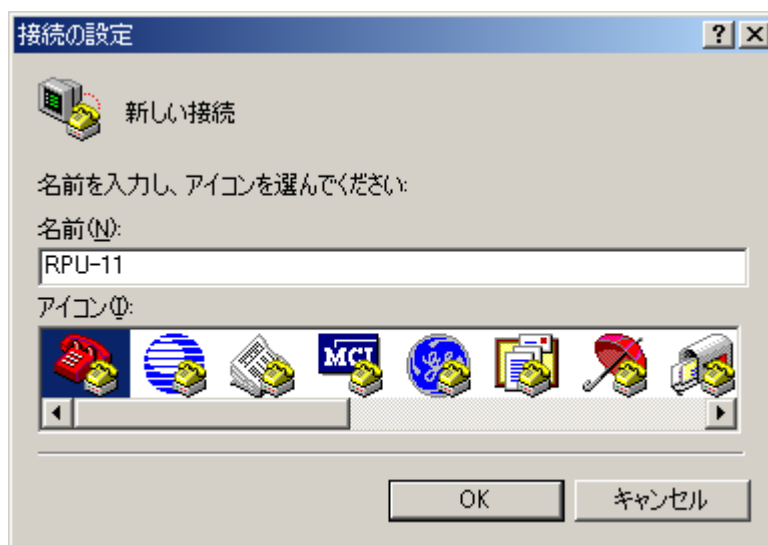 接続の設定
新しい接続
名前を入力し、アイコンを選んでください:
名前(N):
RPU-11
アイコン(I):
MCI
OK
キャンセル